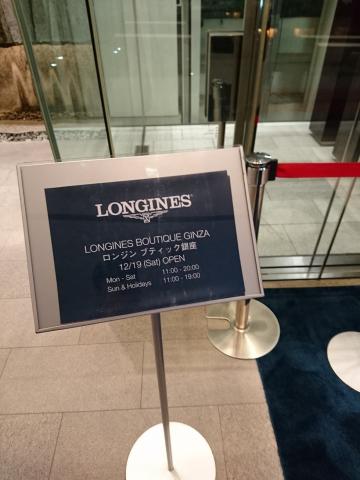 LONGINES
LONGINES BOUTIQUE GINZA
ロンジン ブティック銀座
12/19 (Sat) OPEN
Mon - Sat 11:00 - 20:00
Sun & Holidays 11:00 - 19:00